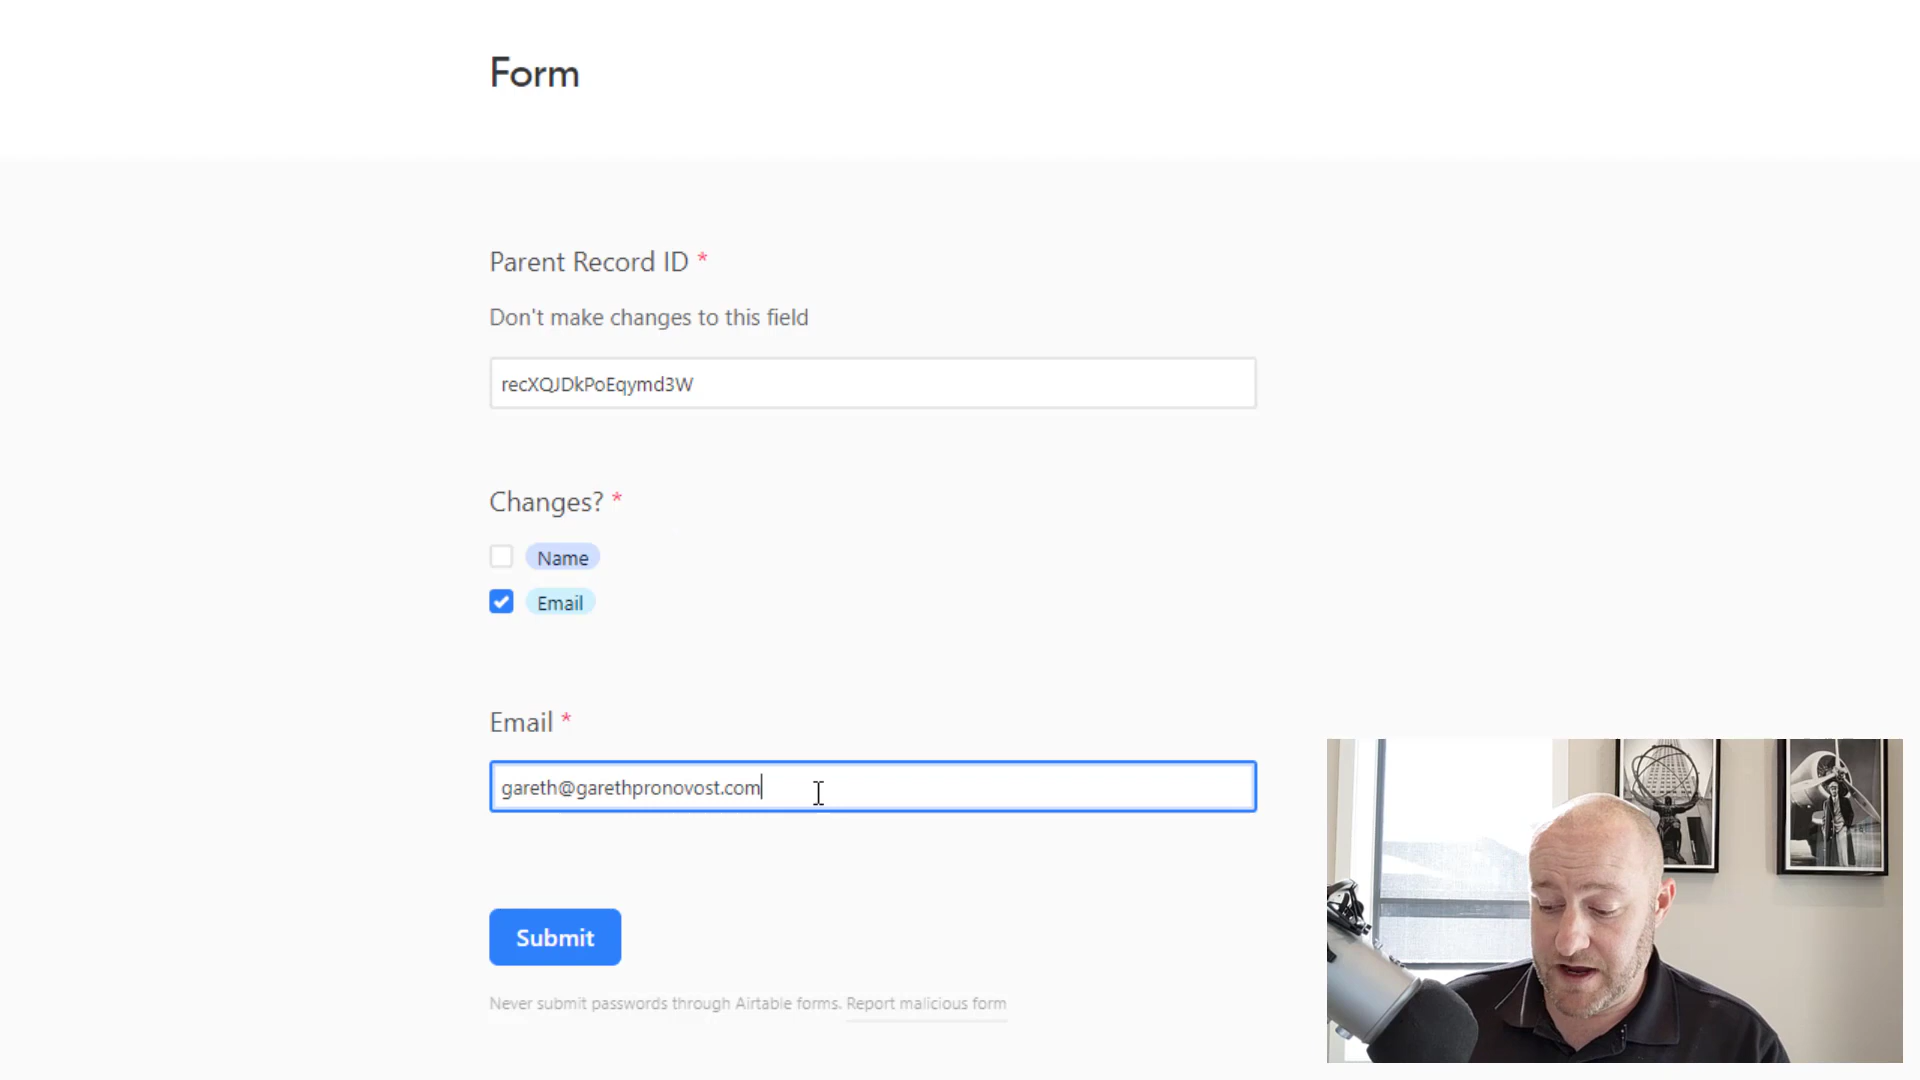 Form
Parent Record ID *
Don't make changes to this field
recXQJDkPoEqymd3W
Changes? *
Name
Email
Email *
gareth@garethpronovost.com
Submit
Never submit passwords through Airtable forms. Report malicious form